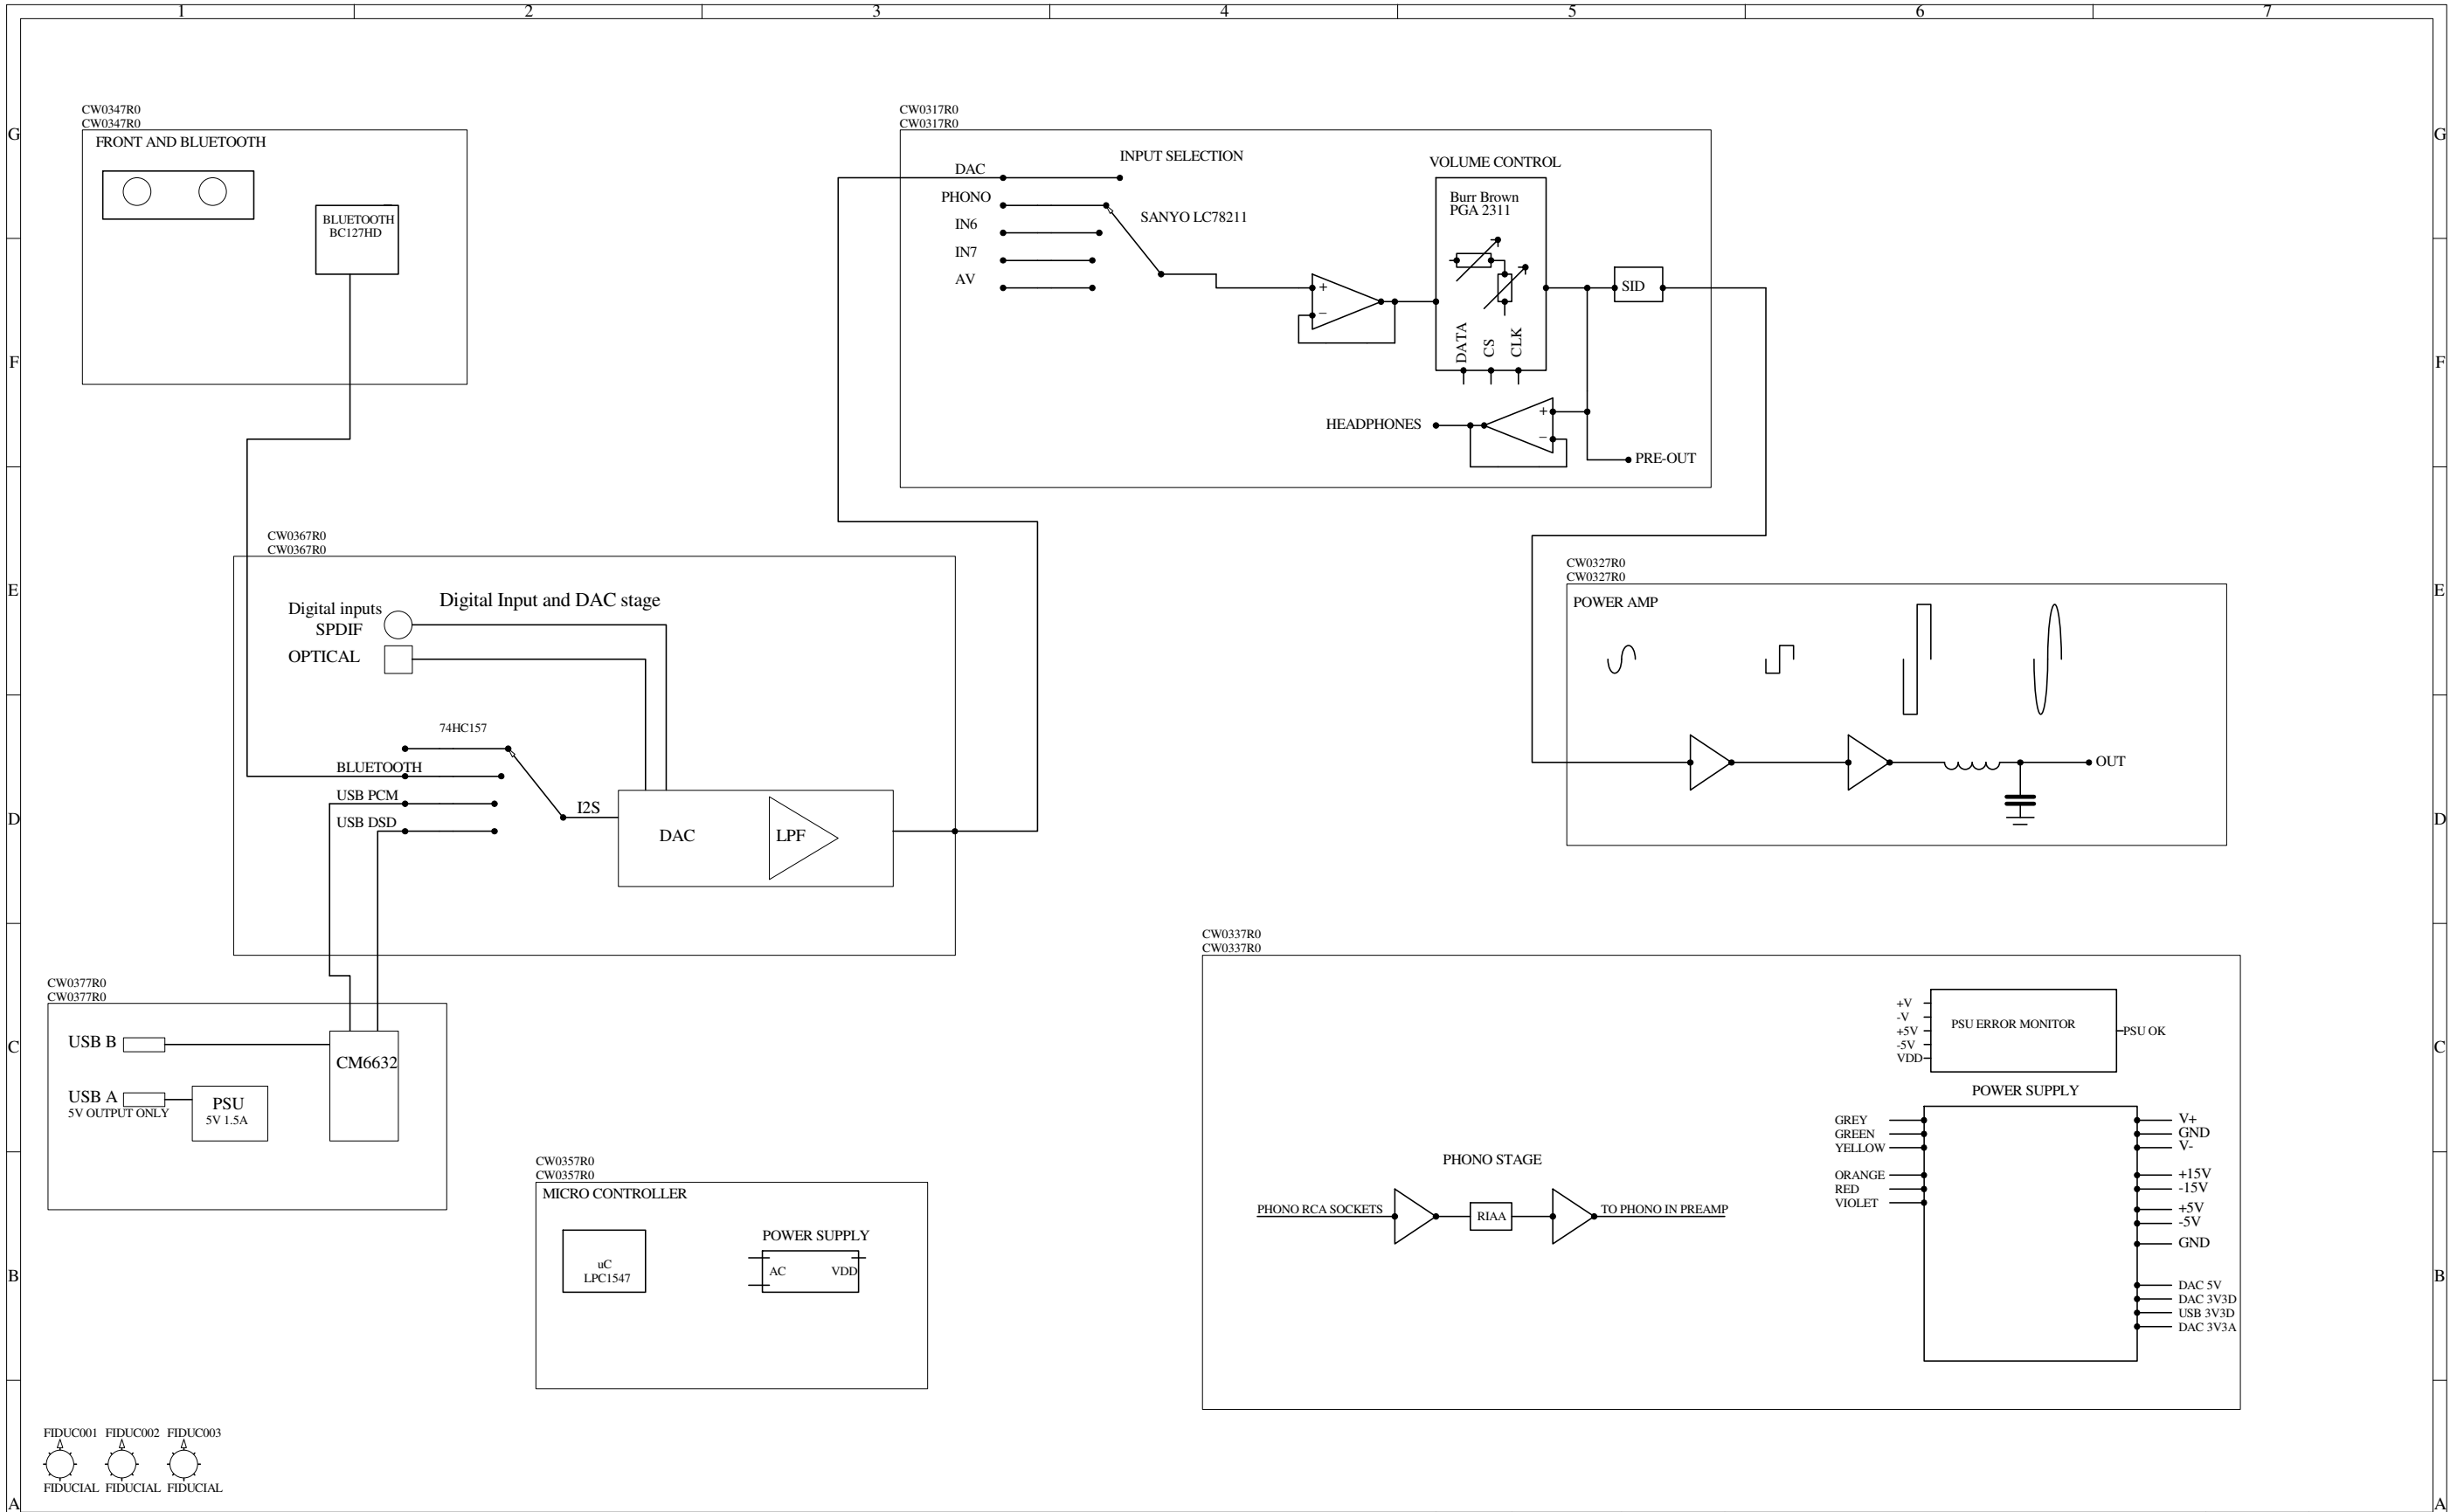 1 2 3 4 5 6 7
G G
F F
E E
D D
C C
B B
A A
CW0347R0
CW0347R0
FRONT AND BLUETOOTH
BLUETOOTH
BC127HD
CW0317R0
CW0317R0
INPUT SELECTION
DAC
PHONO
IN6
IN7
AV
SANYO LC78211
+
−
VOLUME CONTROL
Burr Brown
PGA 2311
DATA
CS
CLK
SID
HEADPHONES
+
−
PRE-OUT
CW0367R0
CW0367R0
Digital Input and DAC stage
Digital inputs
SPDIF
OPTICAL
74HC157
BLUETOOTH
USB PCM
USB DSD
I2S
DAC
LPF
CW0327R0
CW0327R0
POWER AMP
OUT
CW0377R0
CW0377R0
USB B
CM6632
USB A
5V OUTPUT ONLY
PSU
5V 1.5A
CW0357R0
CW0357R0
MICRO CONTROLLER
uC
LPC1547
POWER SUPPLY
AC VDD
CW0337R0
CW0337R0
+V
-V
+5V
-5V
VDD
PSU ERROR MONITOR
PSU OK
POWER SUPPLY
GREY
GREEN
YELLOW
ORANGE
RED
VIOLET
V+
GND
V-
+15V
-15V
+5V
-5V
GND
DAC 5V
DAC 3V3D
USB 3V3D
DAC 3V3A
PHONO STAGE
PHONO RCA SOCKETS
RIAA
TO PHONO IN PREAMP
FIDUC001 FIDUC002 FIDUC003
FIDUCIAL FIDUCIAL FIDUCIAL